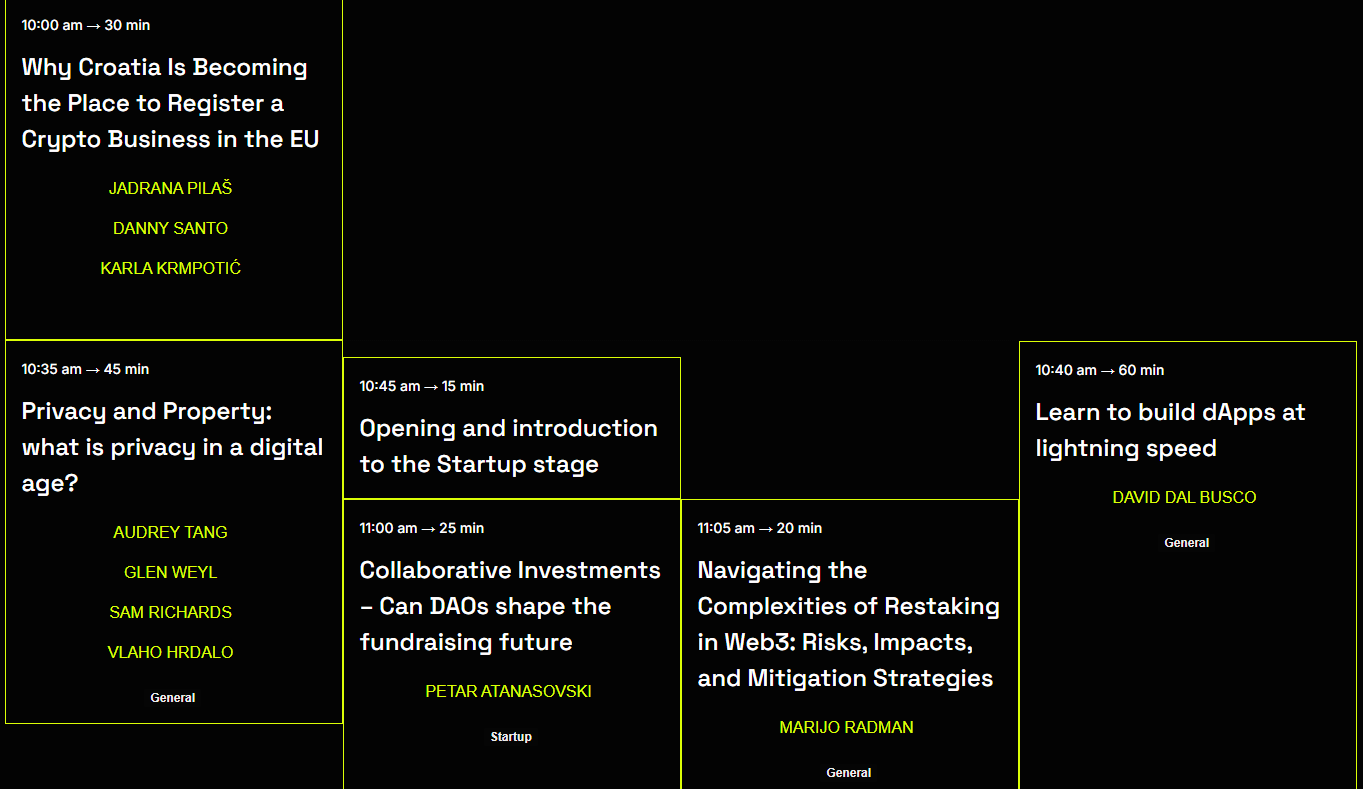 10:00 am → 30 min
Why Croatia Is Becoming
the Place to Register a
Crypto Business in the EU
JADRANA PILAŠ
DANNY SANTO
KARLA KRMPOTIĆ
10:35 am → 45 min
Privacy and Property:
what is privacy in a digital
age?
AUDREY TANG
GLEN WEYL
SAM RICHARDS
VLAHO HRDALO
General
10:45 am → 15 min
Opening and introduction
to the Startup stage
11:00 am → 25 min
Collaborative Investments
– Can DAOs shape the
fundraising future
PETAR ATANASOVSKI
Startup
11:05 am → 20 min
Navigating the
Complexities of Restaking
in Web3: Risks, Impacts,
and Mitigation Strategies
MARIJO RADMAN
General
10:40 am → 60 min
Learn to build dApps at
lightning speed
DAVID DAL BUSCO
General